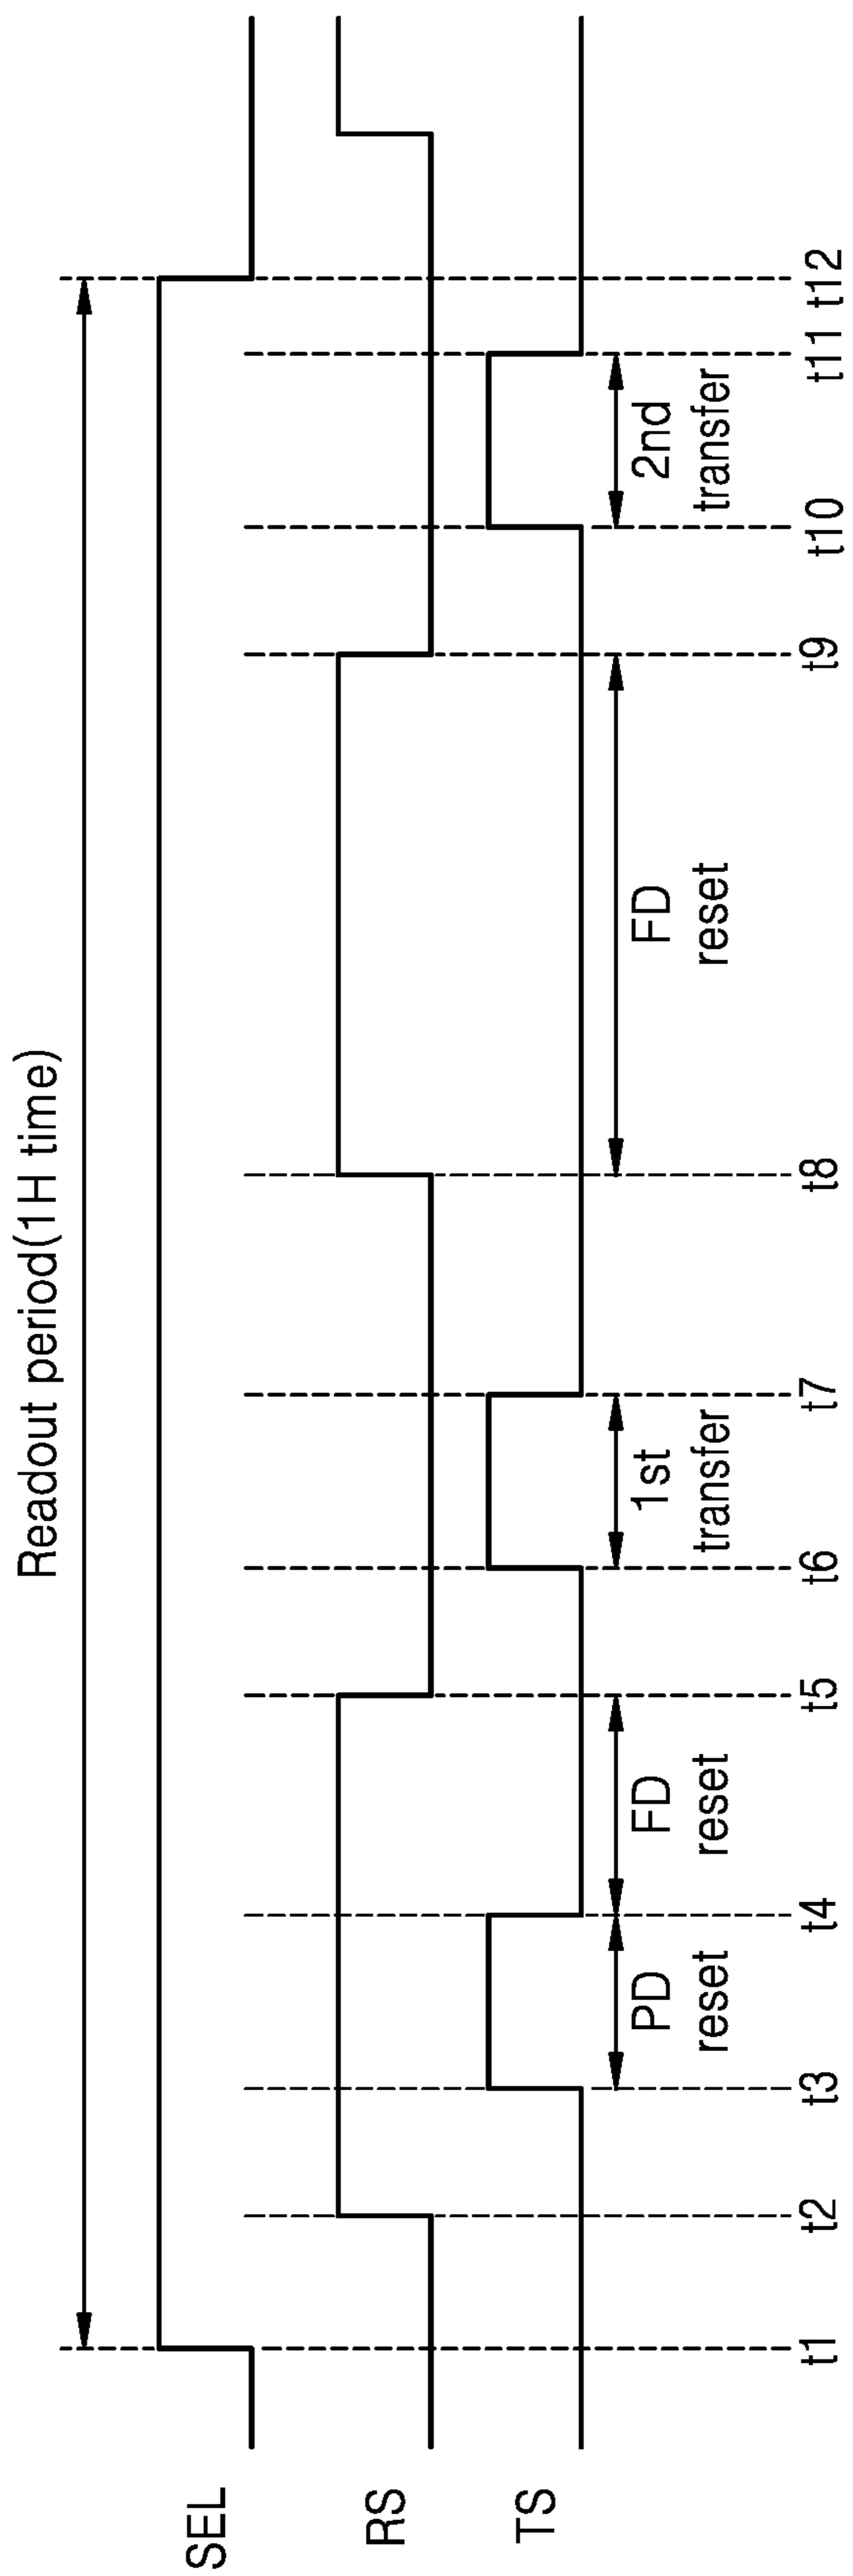 Readout period(1H time)
SEL
RS
TS
PD
reset
FD
reset
1st
transfer
FD
reset
2nd
transfer
t1
t2
t3
t4
t5
t6
t7
t8
t9
t10
t11
t12